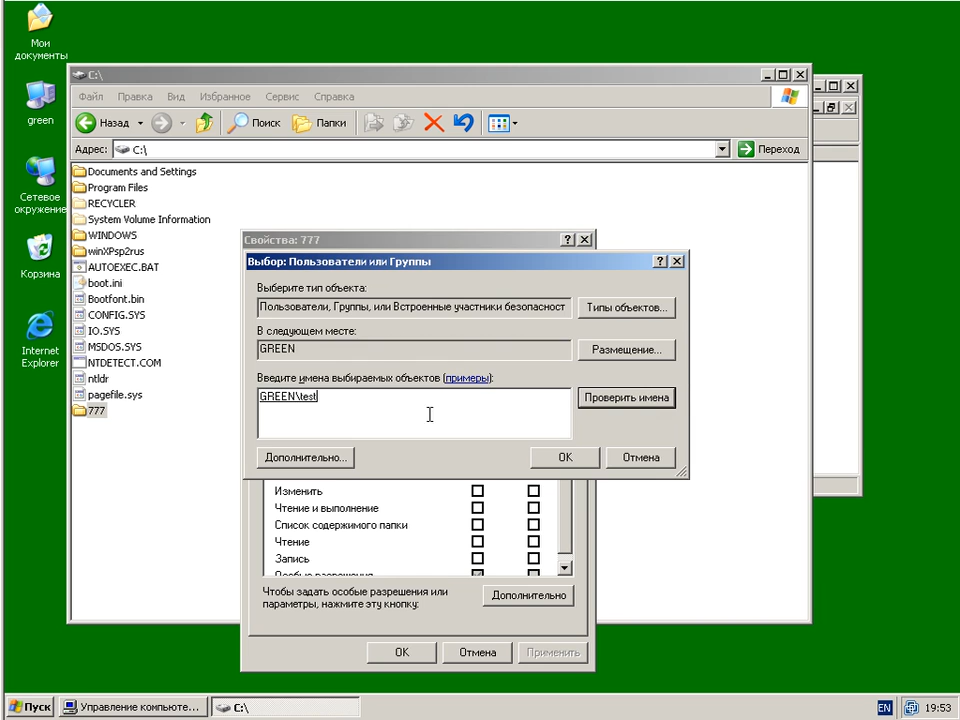 Мои
документы
green
Сетевое
окружение
Корзина
Internet
Explorer
C:\
Файл Правка Вид Избранное Сервис Справка
Назад Поиск Папки
Адрес: C:\ Переход
Documents and Settings
Program Files
RECYCLER
System Volume Information
WINDOWS
winXPsp2rus
AUTOEXEC.BAT
boot.ini
Bootfont.bin
CONFIG.SYS
IO.SYS
MSDOS.SYS
NTDETECT.COM
ntldr
pagefile.sys
777
Свойства: 777
Выбор: Пользователи или Группы
Выберите тип объекта:
Пользователи, Группы, или Встроенные участники безопасност Типы объектов...
В следующем месте:
GREEN Размещение...
Введите имена выбираемых объектов (примеры):
GREEN\test Проверить имена
Дополнительно... OK Отмена
Изменить
Чтение и выполнение
Список содержимого папки
Чтение
Запись
Особые разрешения
Чтобы задать особые разрешения или
параметры, нажмите эту кнопку: Дополнительно
OK Отмена Применить
Пуск Управление компьюте... C:\ EN 19:53